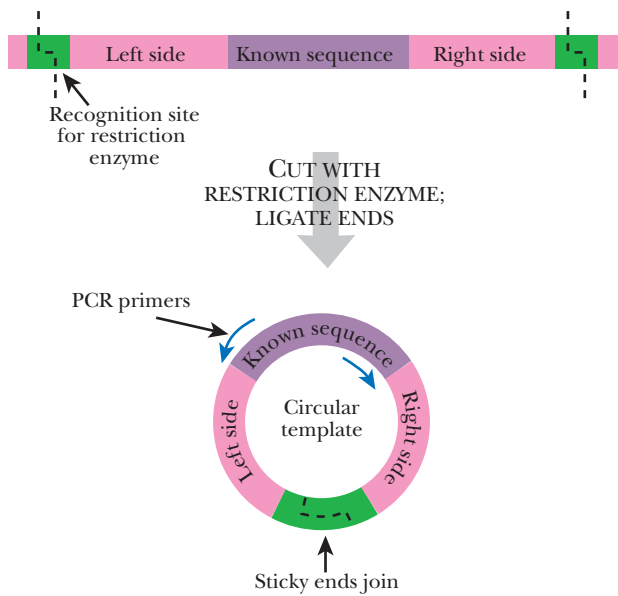 Left side
Known sequence
Right side
Recognition site
for restriction
enzyme
CUT WITH
RESTRICTION ENZYME;
LIGATE ENDS
PCR primers
Known sequence
Left side
Circular
template
Right side
Sticky ends join